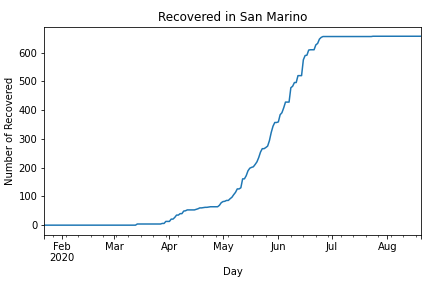 Recovered in San Marino
Number of Recovered
600
500
400
300
200
100
0
Feb
2020
Mar
Apr
May
Jun
Jul
Aug
Day